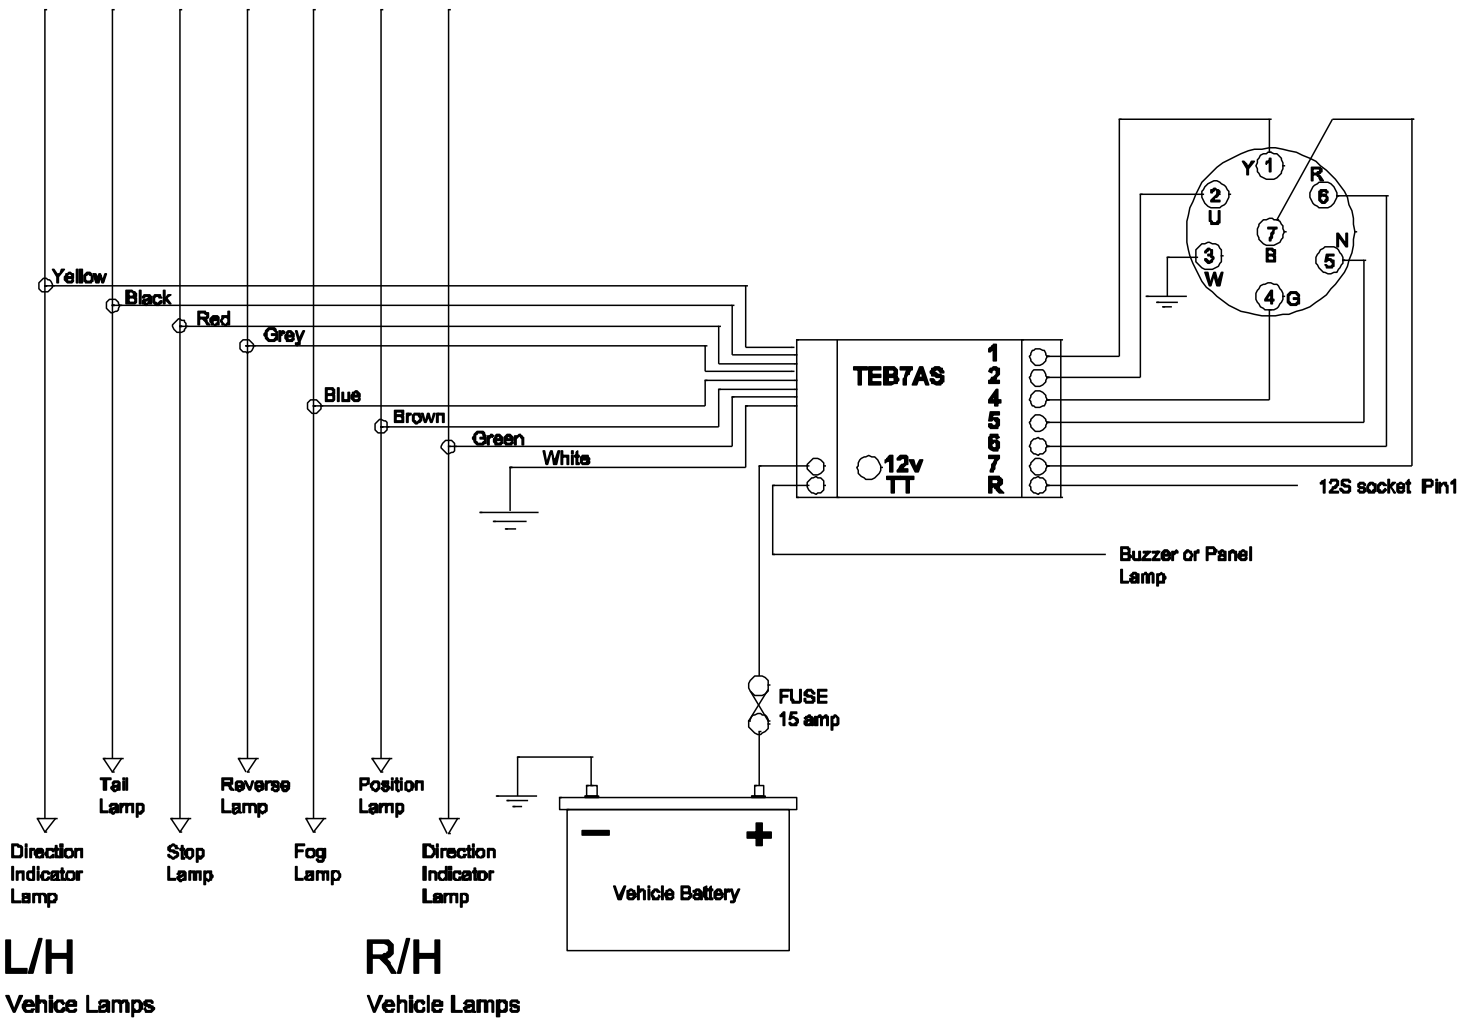 Y 1
R
6
2
U
7
B
N
5
3
W
4 G
Yellow
Black
Red
Grey
Blue
Brown
Green
White
TEB7AS
1
2
4
5
6
7
R
12v
TT
12S socket Pin1
Buzzer or Panel
Lamp
FUSE
15 amp
Tail
Lamp
Reverse
Lamp
Position
Lamp
Direction
Indicator
Lamp
Stop
Lamp
Fog
Lamp
Direction
Indicator
Lamp
Vehicle Battery
L/H
Vehice Lamps
R/H
Vehicle Lamps